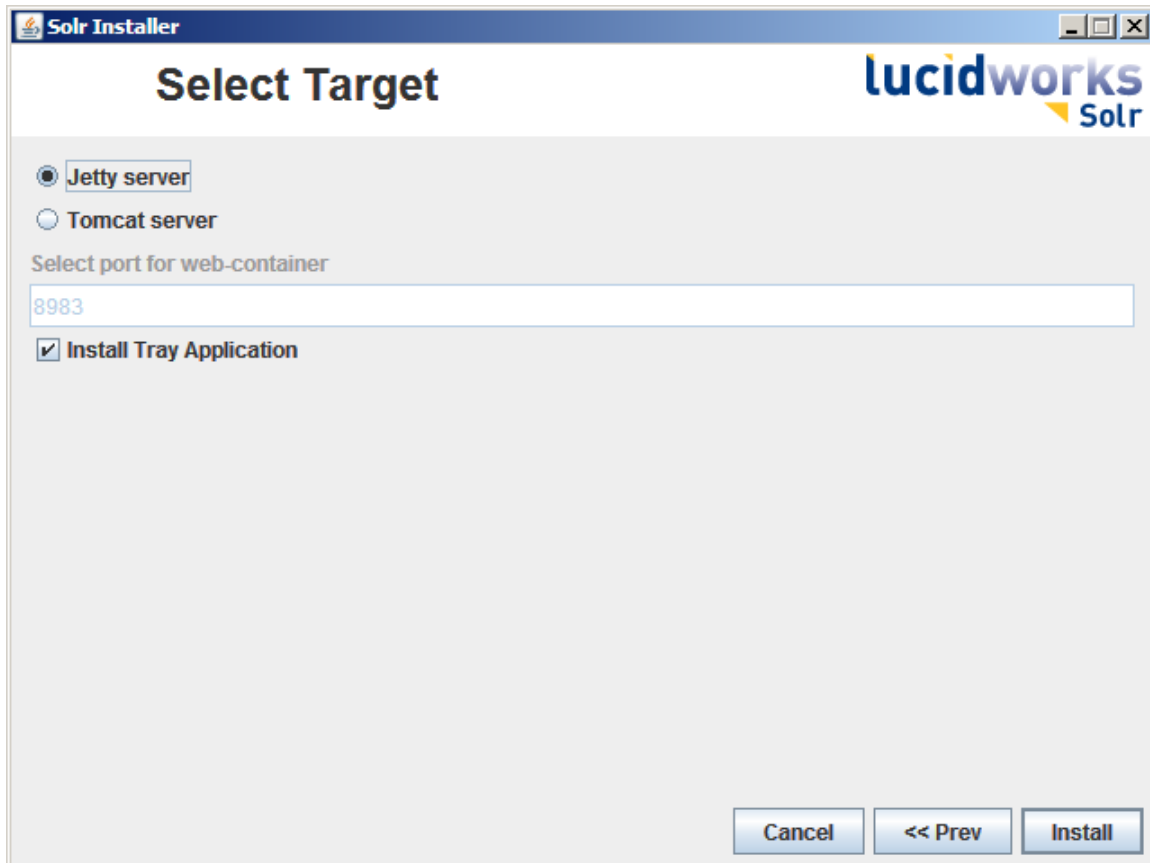 Solr Installer
Select Target
lucidworks
Solr
Jetty server
Tomcat server
Select port for web-container
8983
Install Tray Application
Cancel
<< Prev
Install